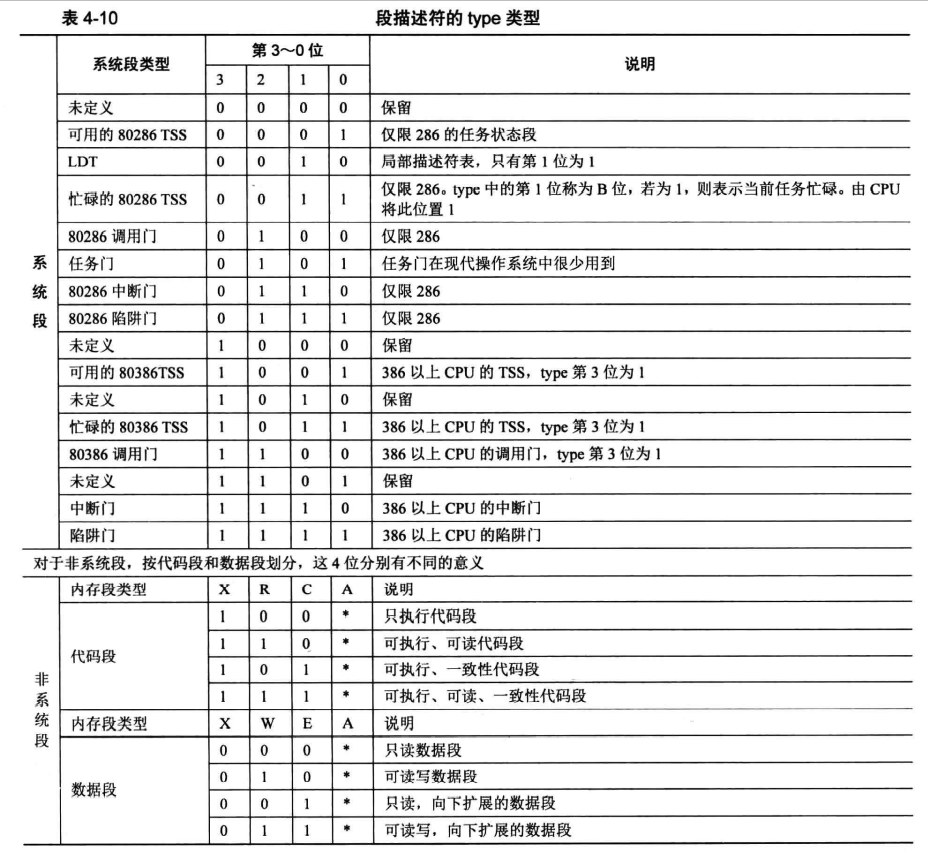 表 4-10 段描述符的 type 类型
系统段类型 第 3～0 位 说明
3 2 1 0
未定义 0 0 0 0 保留
可用的 80286 TSS 0 0 0 1 仅限 286 的任务状态段
LDT 0 0 1 0 局部描述符表，只有第 1 位为 1
忙碌的 80286 TSS 0 0 1 1 仅限 286。type 中的第 1 位称为 B 位，若为 1，则表示当前任务忙碌。由 CPU
将此位置 1
80286 调用门 0 1 0 0 仅限 286
任务门 0 1 0 1 任务门在现代操作系统中很少用到
80286 中断门 0 1 1 0 仅限 286
80286 陷阱门 0 1 1 1 仅限 286
未定义 1 0 0 0 保留
可用的 80386TSS 1 0 0 1 386 以上 CPU 的 TSS，type 第 3 位为 1
未定义 1 0 1 0 保留
忙碌的 80386 TSS 1 0 1 1 386 以上 CPU 的 TSS，type 第 3 位为 1
80386 调用门 1 1 0 0 386 以上 CPU 的调用门，type 第 3 位为 1
未定义 1 1 0 1 保留
中断门 1 1 1 0 386 以上 CPU 的中断门
陷阱门 1 1 1 1 386 以上 CPU 的陷阱门
系统段
对于非系统段，按代码段和数据段划分，这 4 位分别有不同的意义
内存段类型 X R C A 说明
代码段
1 0 0 * 只执行代码段
1 1 0 * 可执行、可读代码段
1 0 1 * 可执行、一致性代码段
1 1 1 * 可执行、可读、一致性代码段
非系统段
内存段类型 X W E A 说明
数据段
0 0 0 * 只读数据段
0 1 0 * 可读写数据段
0 0 1 * 只读，向下扩展的数据段
0 1 1 * 可读写，向下扩展的数据段